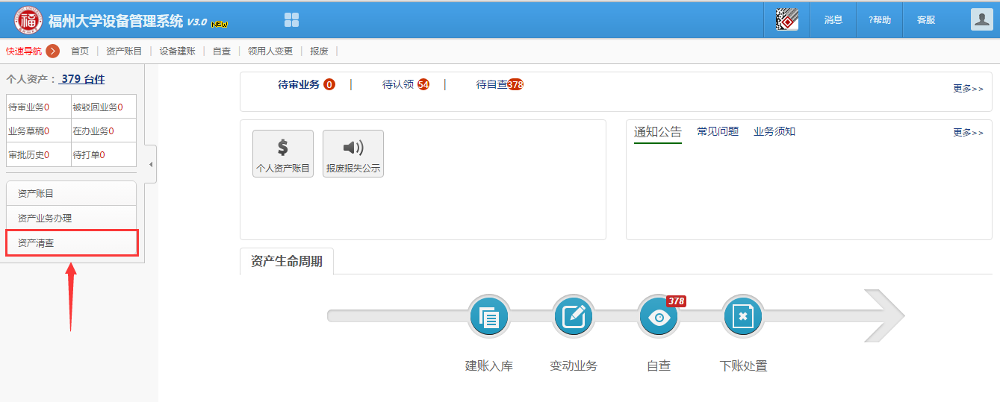 福州大学设备管理系统 V3.0 NEW
消息 ?帮助 客服
快速导航 首页 | 资产账目 | 设备建账 | 自查 | 领用人变更 | 报废 |
个人资产： 379 台件
待审业务0 被驳回业务0
业务草稿0 在办业务0
审批历史0 待打单0
资产账目
资产业务办理
资产清查
待审业务 0 | 待认领 54 | 待自查378
更多>>
个人资产账目 报废报失公示
通知公告 常见问题 业务须知
更多>>
资产生命周期
378
建账入库 变动业务 自查 下账处置